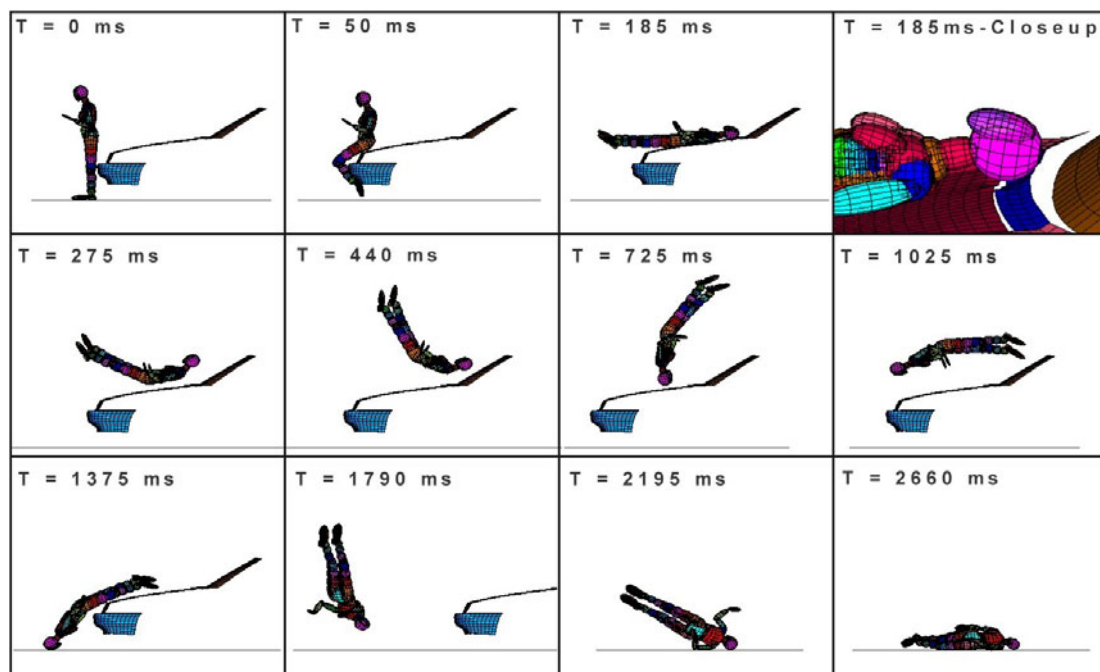 T = 0 ms
T = 50 ms
T = 185 ms
T = 185ms-Closeup
T = 275 ms
T = 440 ms
T = 725 ms
T = 1025 ms
T = 1375 ms
T = 1790 ms
T = 2195 ms
T = 2660 ms